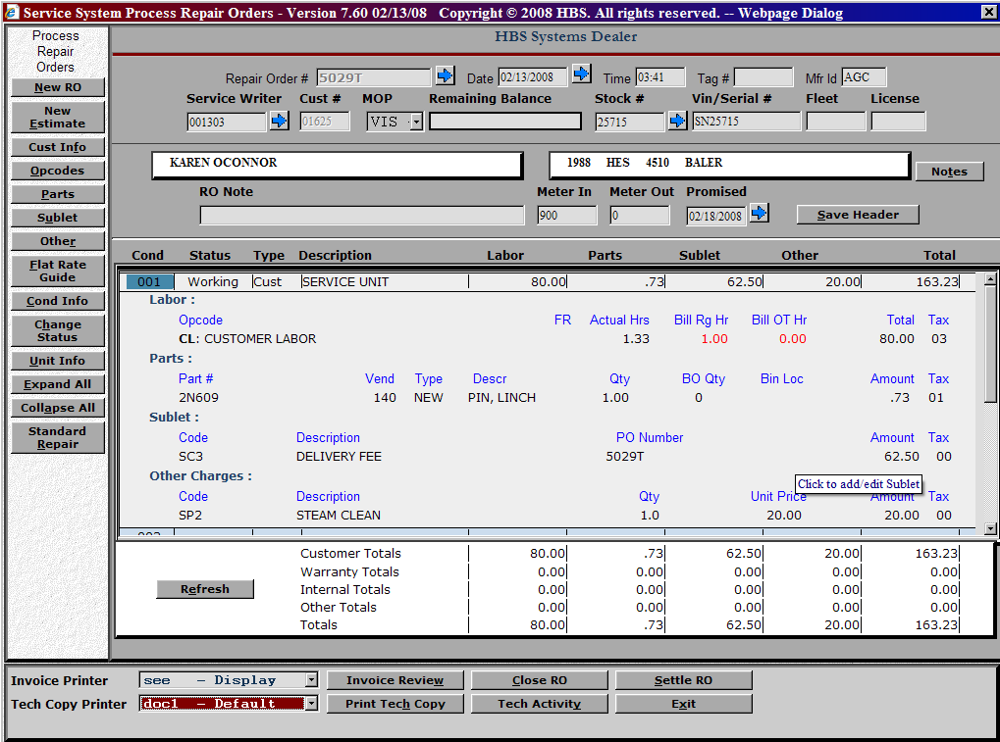 Service System Process Repair Orders - Version 7.60 02/13/08 Copyright © 2008 HBS. All rights reserved. -- Webpage Dialog
HBS Systems Dealer
Process
Repair
Orders
New RO
New
Estimate
Cust Info
Opcodes
Parts
Sublet
Other
Flat Rate
Guide
Cond Info
Change
Status
Unit Info
Expand All
Collapse All
Standard
Repair
Repair Order # 5029T Date 02/13/2008 Time 03:41 Tag # Mfr Id AGC
Service Writer Cust # MOP Remaining Balance Stock # Vin/Serial # Fleet License
001303 01625 VIS 25715 SN25715
KAREN OCONNOR 1988 HES 4510 BALER Notes
RO Note Meter In Meter Out Promised
900 0 02/18/2008 Save Header
Cond Status Type Description Labor Parts Sublet Other Total
001 Working Cust SERVICE UNIT 80.00 .73 62.50 20.00 163.23
Labor :
Opcode FR Actual Hrs Bill Rg Hr Bill OT Hr Total Tax
CL: CUSTOMER LABOR 1.33 1.00 0.00 80.00 03
Parts :
Part # Vend Type Descr Qty BO Qty Bin Loc Amount Tax
2N609 140 NEW PIN, LINCH 1.00 0 .73 01
Sublet :
Code Description PO Number Amount Tax
SC3 DELIVERY FEE 5029T 62.50 00
Other Charges :
Click to add/edit Sublet
Code Description Qty Unit Price Amount Tax
SP2 STEAM CLEAN 1.0 20.00 20.00 00
Customer Totals 80.00 .73 62.50 20.00 163.23
Warranty Totals 0.00 0.00 0.00 0.00 0.00
Refresh Internal Totals 0.00 0.00 0.00 0.00 0.00
Other Totals 0.00 0.00 0.00 0.00 0.00
Totals 80.00 .73 62.50 20.00 163.23
Invoice Printer see - Display Invoice Review Close RO Settle RO
Tech Copy Printer doc1 - Default Print Tech Copy Tech Activity Exit